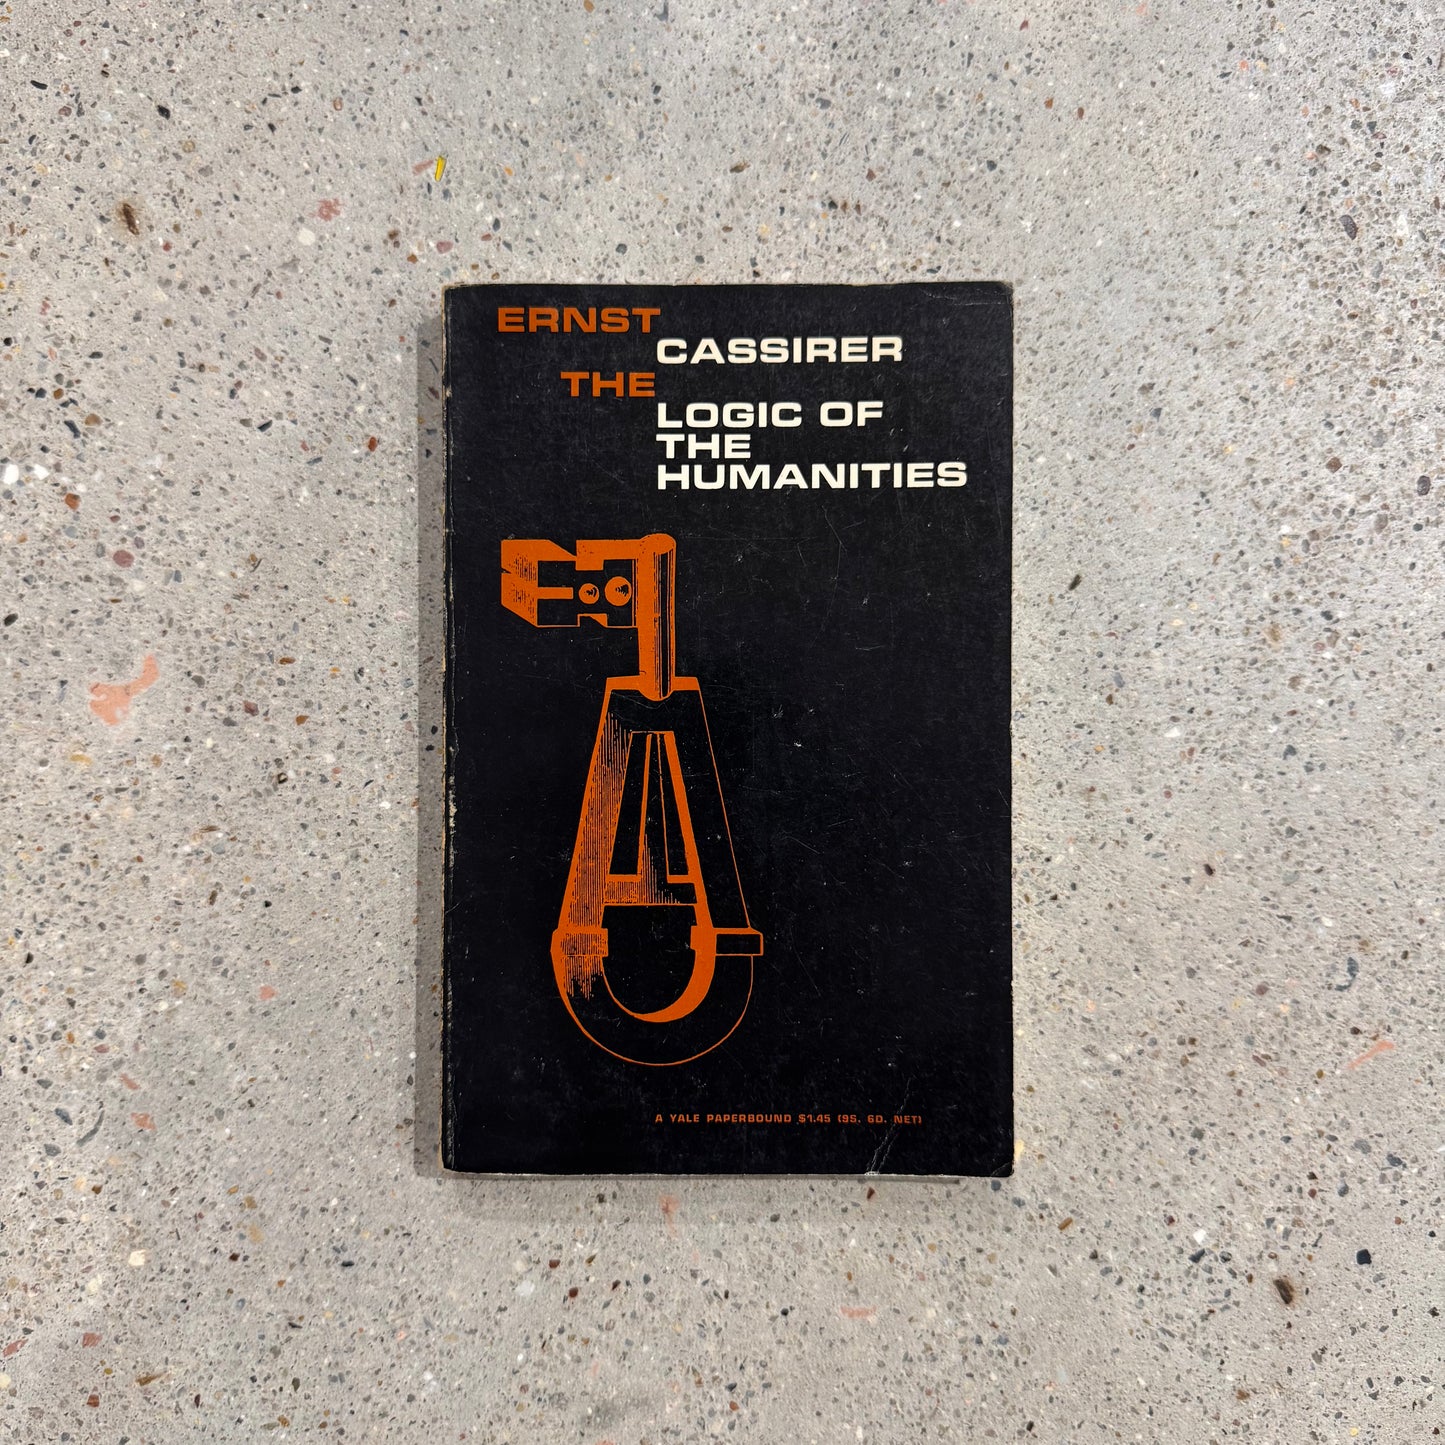 ERNST
CASSIRER
THE
LOGIC OF
THE
HUMANITIES
A YALE PAPERBOUND $1.45 (9S. 6D. NET)